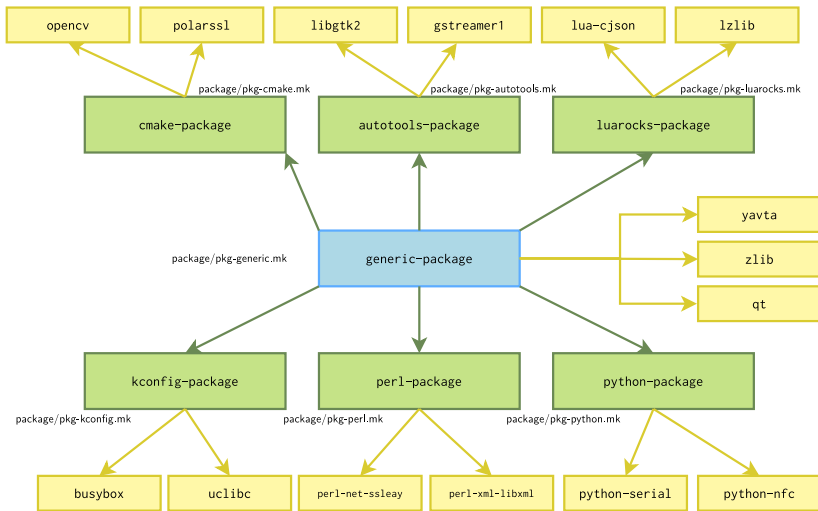 opencv
polarssl
libgtk2
gstreamer1
lua-cjson
lzlib
package/pkg-cmake.mk
package/pkg-autotools.mk
package/pkg-luarocks.mk
cmake-package
autotools-package
luarocks-package
yavta
package/pkg-generic.mk
generic-package
zlib
qt
kconfig-package
perl-package
python-package
package/pkg-kconfig.mk
package/pkg-perl.mk
package/pkg-python.mk
busybox
uclibc
perl-net-ssleay
perl-xml-libxml
python-serial
python-nfc